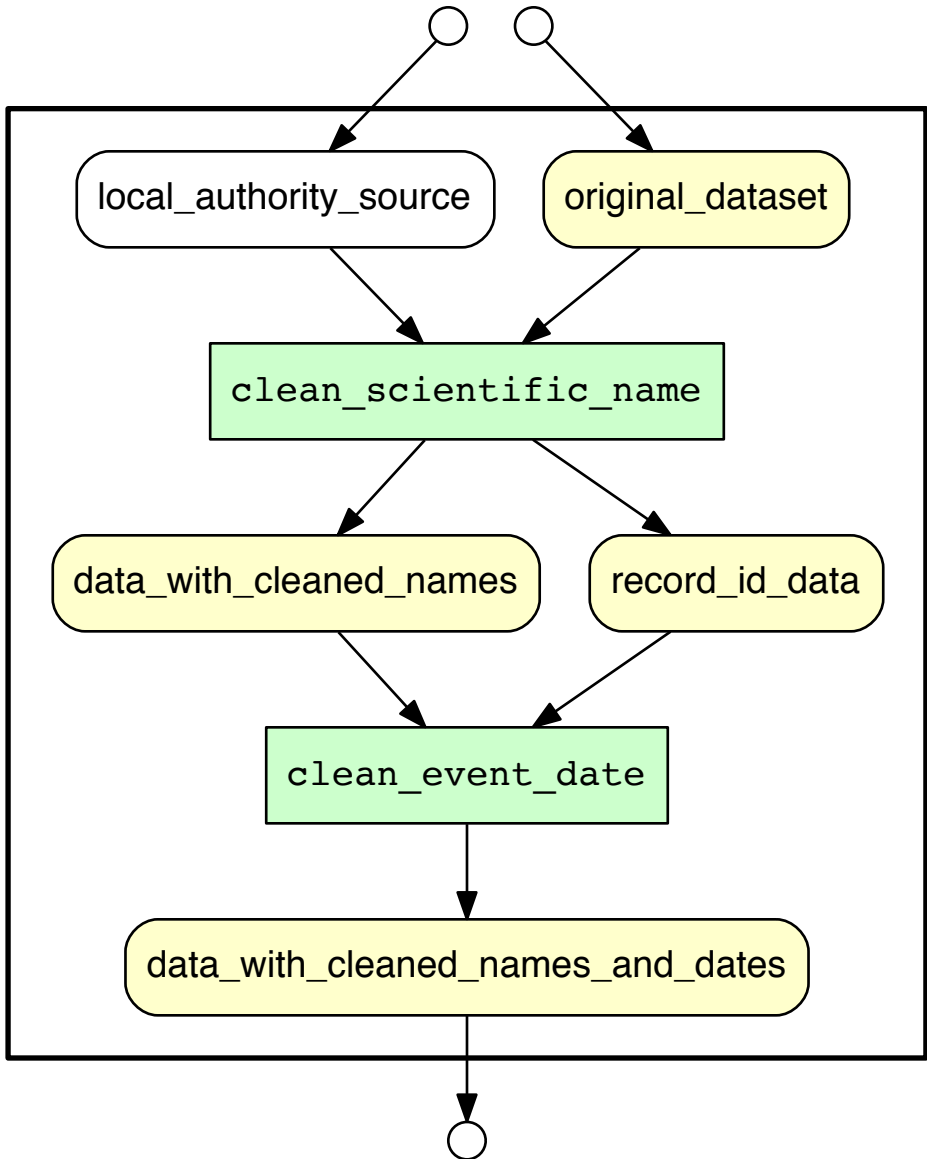 local_authority_source
original_dataset
clean_scientific_name
data_with_cleaned_names
record_id_data
clean_event_date
data_with_cleaned_names_and_dates